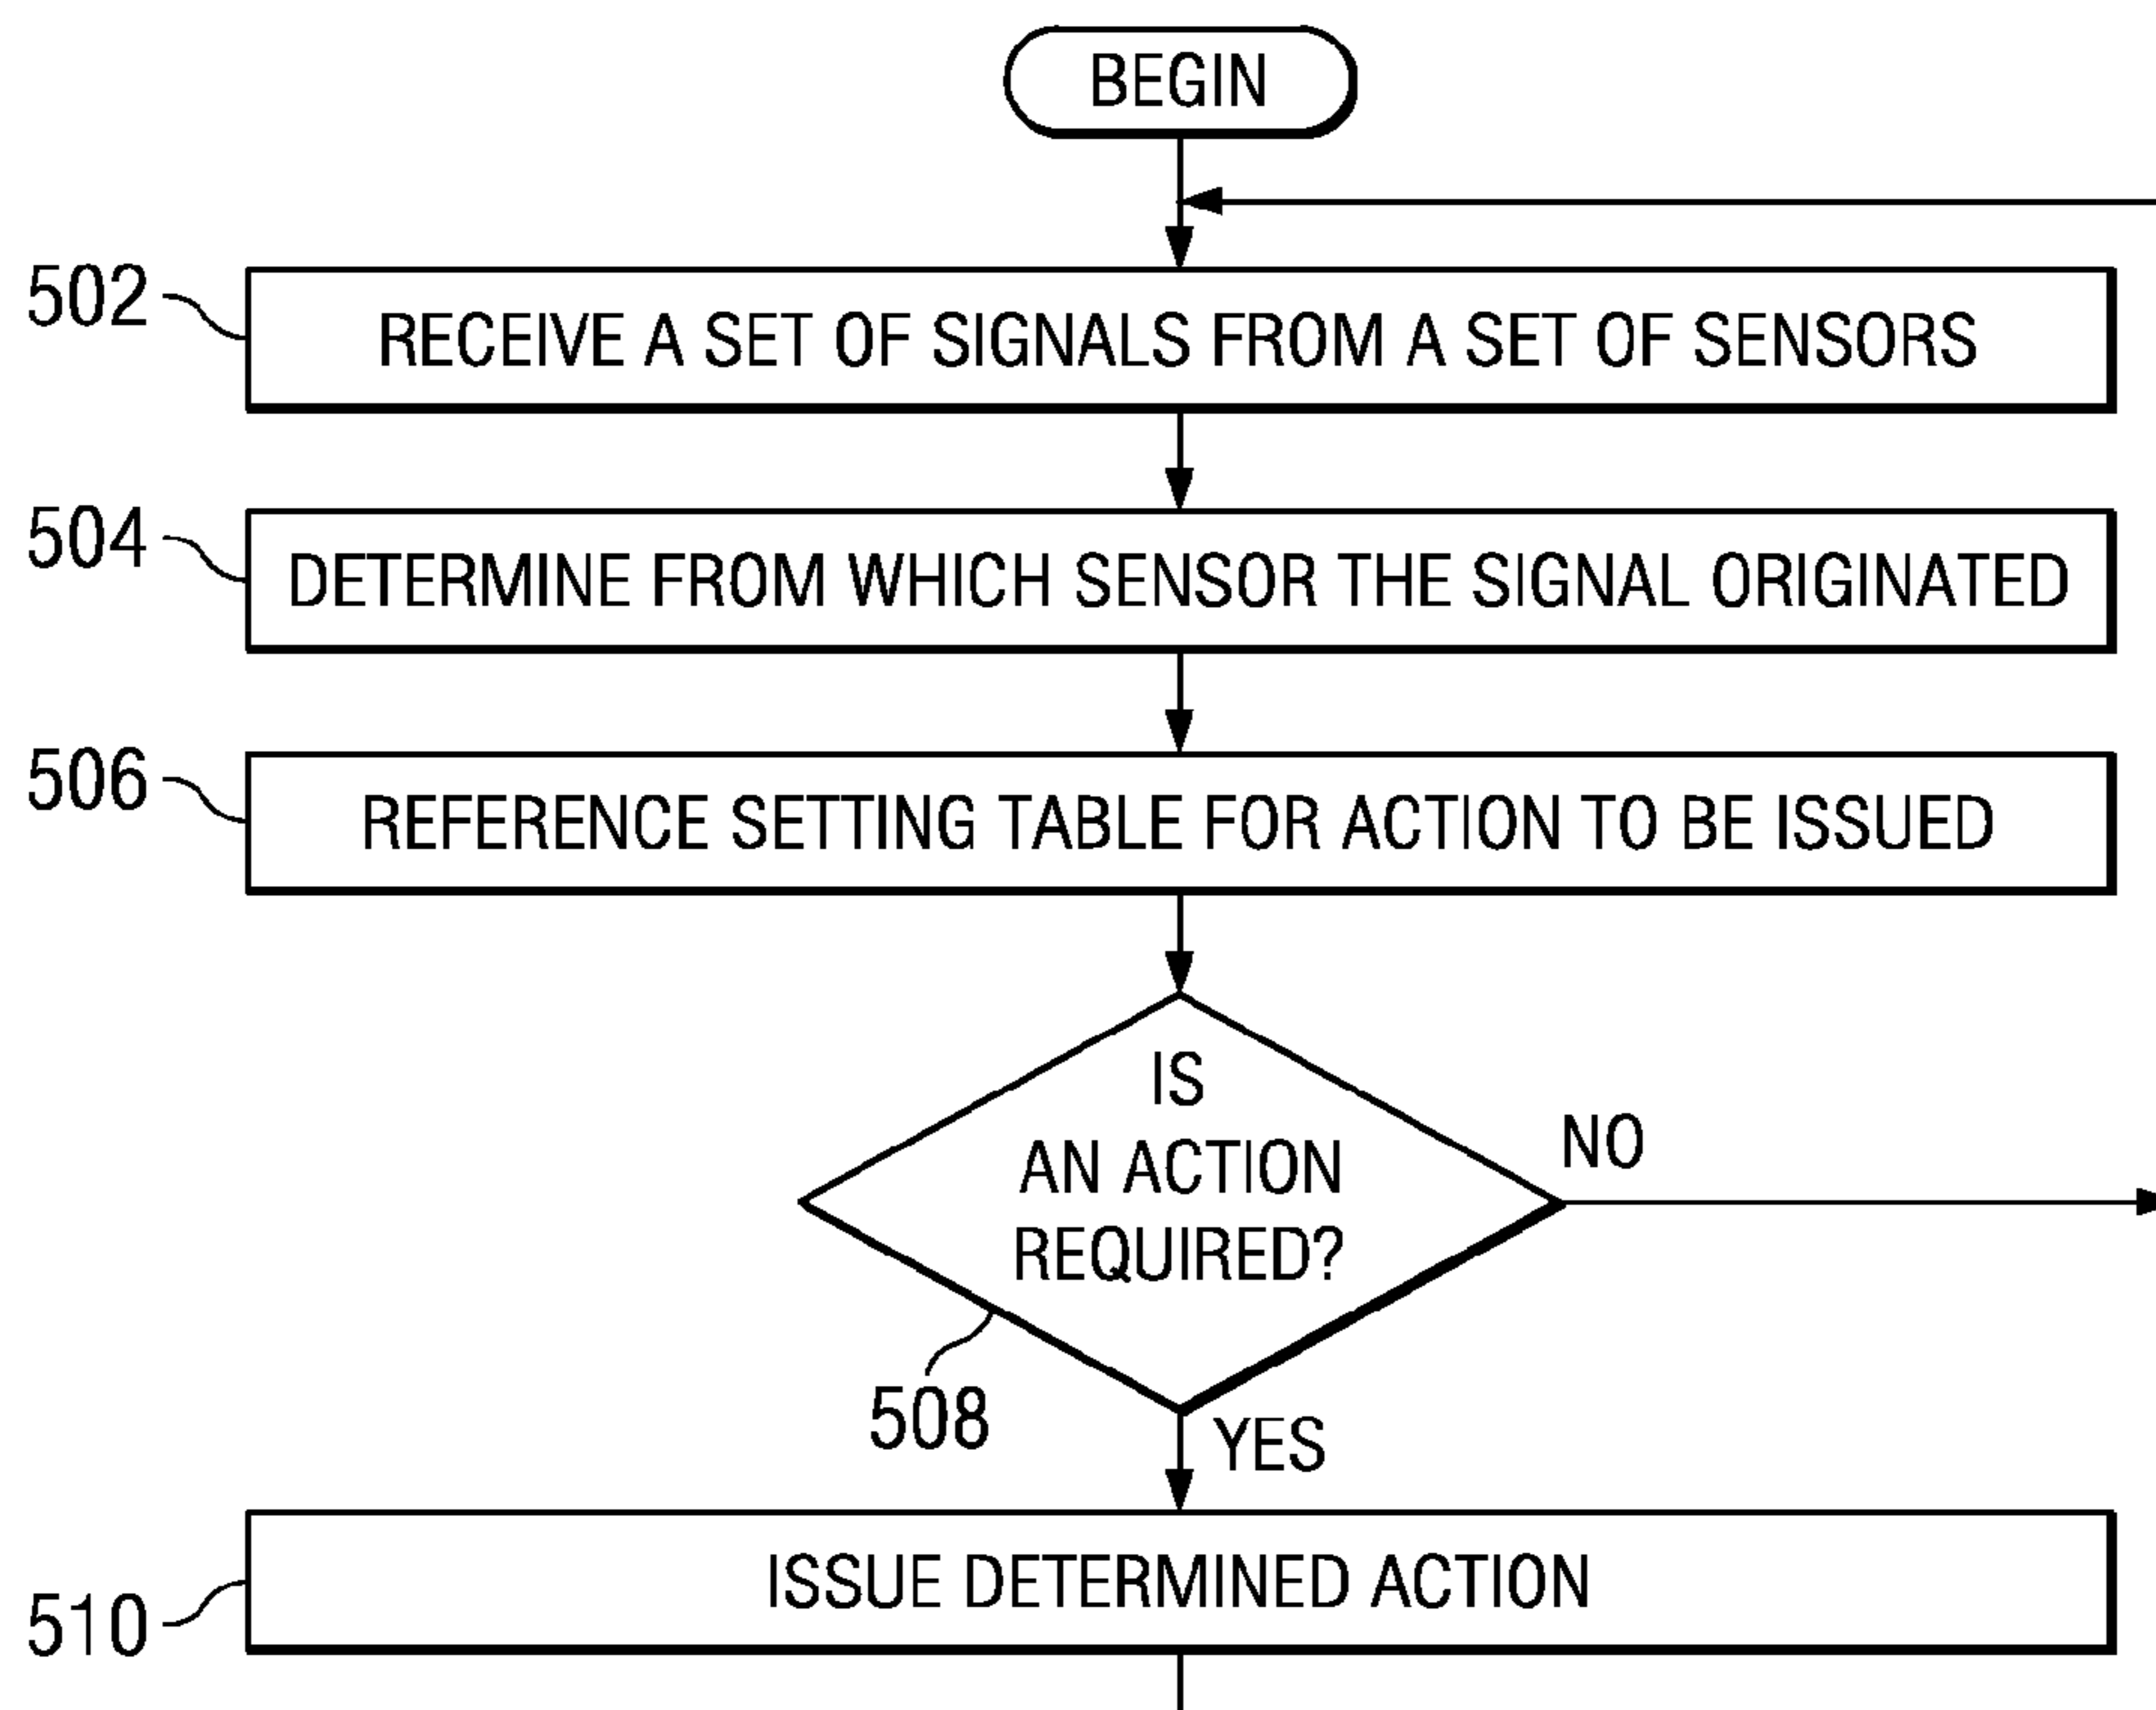 BEGIN
502
RECEIVE A SET OF SIGNALS FROM A SET OF SENSORS
504
DETERMINE FROM WHICH SENSOR THE SIGNAL ORIGINATED
506
REFERENCE SETTING TABLE FOR ACTION TO BE ISSUED
IS
AN ACTION
REQUIRED?
NO
508
YES
ISSUE DETERMINED ACTION
510